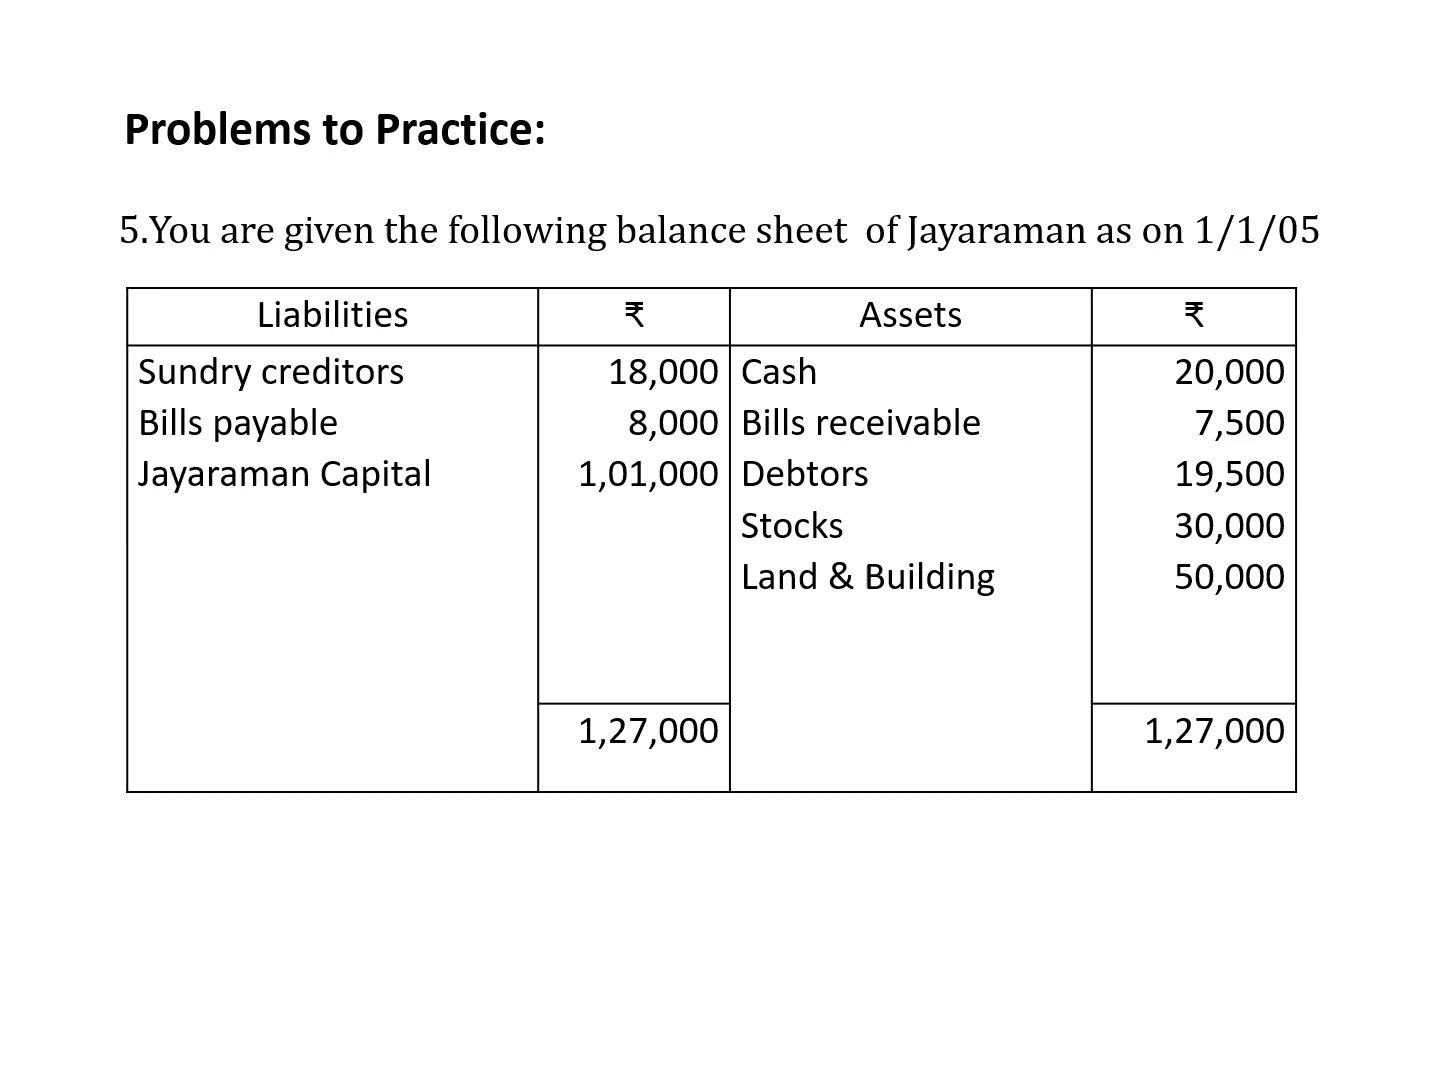 Problems to Practice:
5.You are given the following balance sheet of Jayaraman as on 1/1/05
Liabilities ₹ Assets ₹
Sundry creditors 18,000 Cash 20,000
Bills payable 8,000 Bills receivable 7,500
Jayaraman Capital 1,01,000 Debtors 19,500
Stocks 30,000
Land & Building 50,000
1,27,000 1,27,000